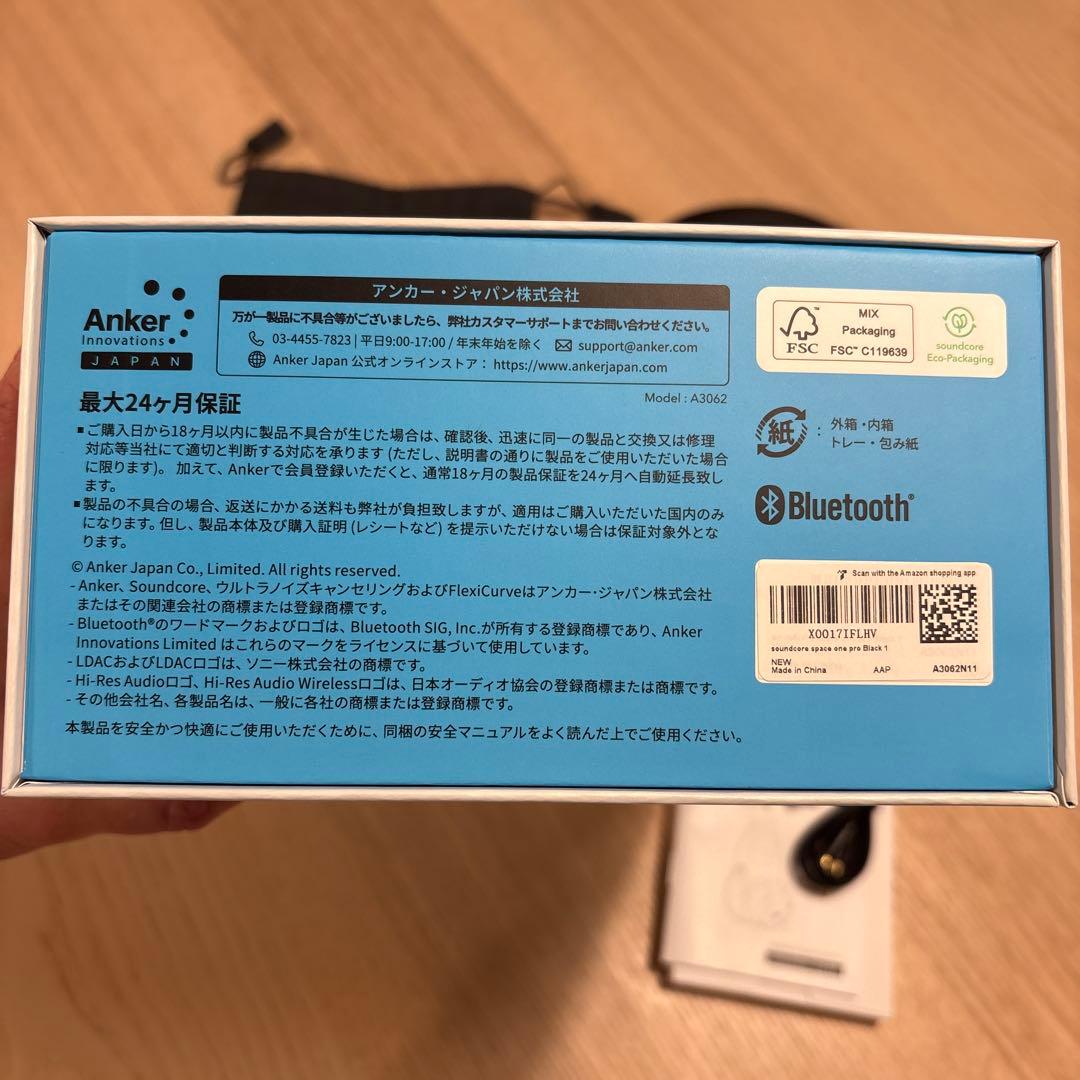 Anker
Innovations
JAPAN
アンカー・ジャパン株式会社
万が一製品に不具合等がございましたら、弊社カスタマーサポートまでお問い合わせください。
03-4455-7823 | 平日9:00-17:00 / 年末年始を除く support@anker.com
Anker Japan 公式オンラインストア： https://www.ankerjapan.com
Model : A3062
最大24ヶ月保証
■ご購入日から18ヶ月以内に製品不具合が生じた場合は、確認後、迅速に同一の製品と交換又は修理
対応等当社にて適切と判断する対応を承ります (ただし、説明書の通りに製品をご使用いただいた場合
に限ります)。 加えて、Ankerで会員登録いただくと、通常18ヶ月の製品保証を24ヶ月へ自動延長致し
ます。
■製品の不具合の場合、返送にかかる送料も弊社が負担致しますが、適用はご購入いただいた国内のみ
になります。但し、製品本体及び購入証明 (レシートなど) を提示いただけない場合は保証対象外とな
ります。
© Anker Japan Co., Limited. All rights reserved.
- Anker、Soundcore、ウルトラノイズキャンセリングおよびFlexiCurveはアンカー・ジャパン株式会社
またはその関連会社の商標または登録商標です。
- Bluetooth®のワードマークおよびロゴは、Bluetooth SIG, Inc.が所有する登録商標であり、Anker
Innovations Limited はこれらのマークをライセンスに基づいて使用しています。
- LDACおよびLDACロゴは、ソニー株式会社の商標です。
- Hi-Res Audioロゴ、Hi-Res Audio Wirelessロゴは、日本オーディオ協会の登録商標または商標です。
- その他会社名、各製品名は、一般に各社の商標または登録商標です。
本製品を安全かつ快適にご使用いただくために、同梱の安全マニュアルをよく読んだ上でご使用ください。
FSC
MIX
Packaging
FSC™ C119639
soundcore
Eco-Packaging
紙 : 外箱・内箱
トレー・包み紙
Bluetooth®
Scan with the Amazon shopping app
X0017IFLHV
soundcore space one pro Black 1
NEW
Made in China AAP A3062N11